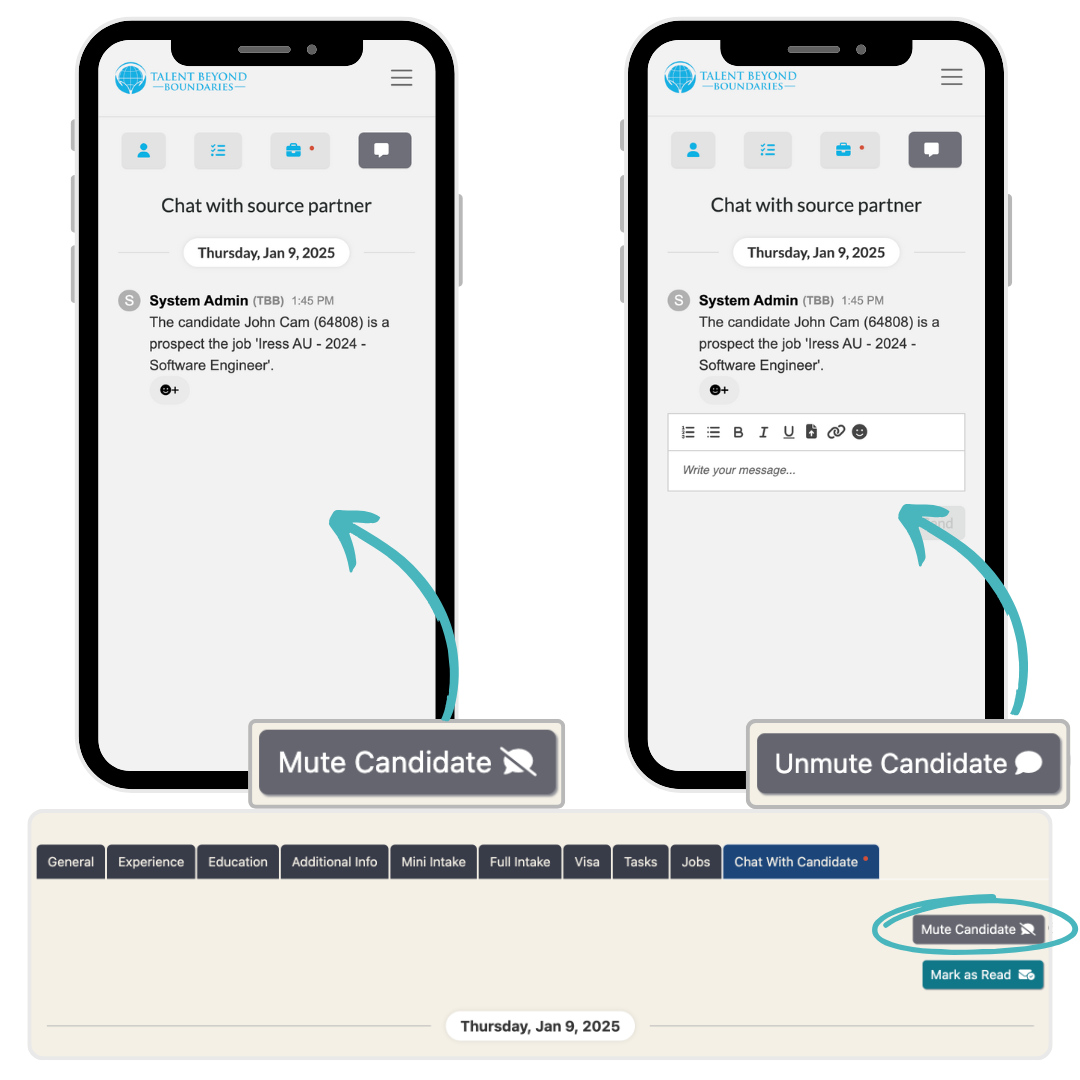 TALENT BEYOND
BOUNDARIES
Chat with source partner
Thursday, Jan 9, 2025
S System Admin (TBB) 1:45 PM
The candidate John Cam (64808) is a
prospect the job 'Iress AU - 2024 -
Software Engineer'.
Mute Candidate
TALENT BEYOND
BOUNDARIES
Chat with source partner
Thursday, Jan 9, 2025
S System Admin (TBB) 1:45 PM
The candidate John Cam (64808) is a
prospect the job 'Iress AU - 2024 -
Software Engineer'.
B I U
Write your message...
Unmute Candidate
General Experience Education Additional Info Mini Intake Full Intake Visa Tasks Jobs Chat With Candidate
Mute Candidate
Mark as Read
Thursday, Jan 9, 2025